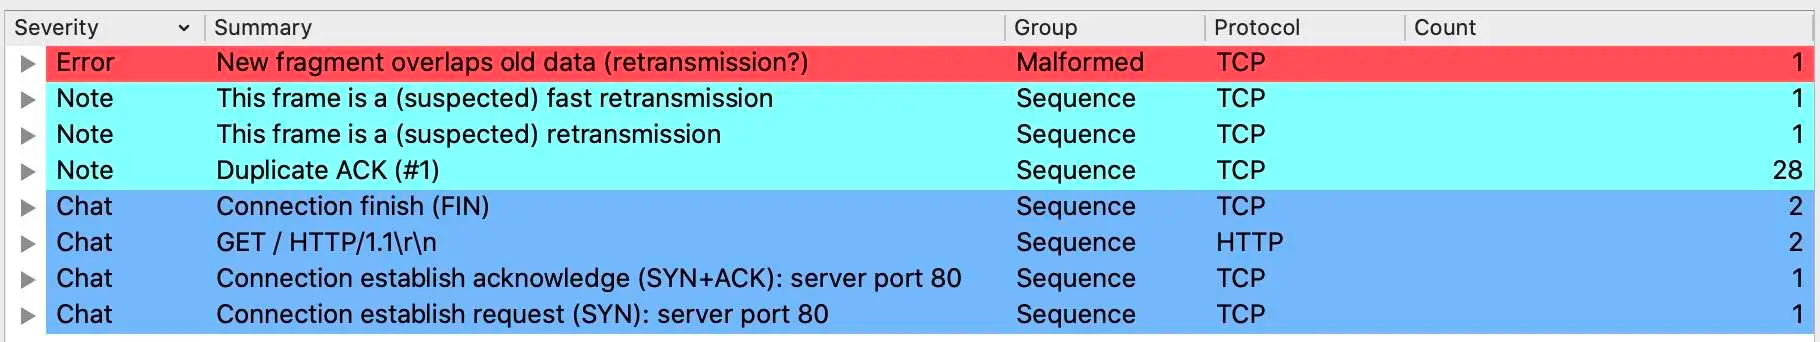 Severity Summary Group Protocol Count
Error New fragment overlaps old data (retransmission?) Malformed TCP 1
Note This frame is a (suspected) fast retransmission Sequence TCP 1
Note This frame is a (suspected) retransmission Sequence TCP 1
Note Duplicate ACK (#1) Sequence TCP 28
Chat Connection finish (FIN) Sequence TCP 2
Chat GET / HTTP/1.1\r\n Sequence HTTP 2
Chat Connection establish acknowledge (SYN+ACK): server port 80 Sequence TCP 1
Chat Connection establish request (SYN): server port 80 Sequence TCP 1